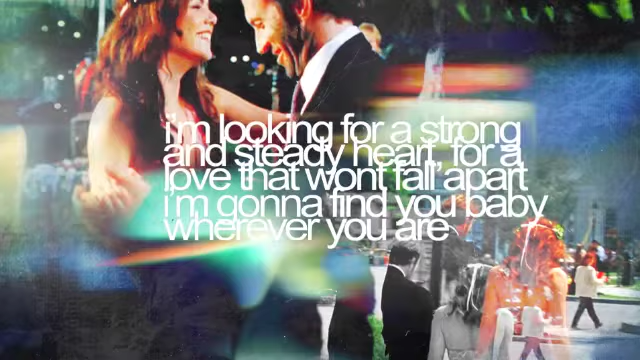 i'm looking for a strong
and steady heart, for a
love that wont fall apart
i'm gonna find you baby
wherever you are